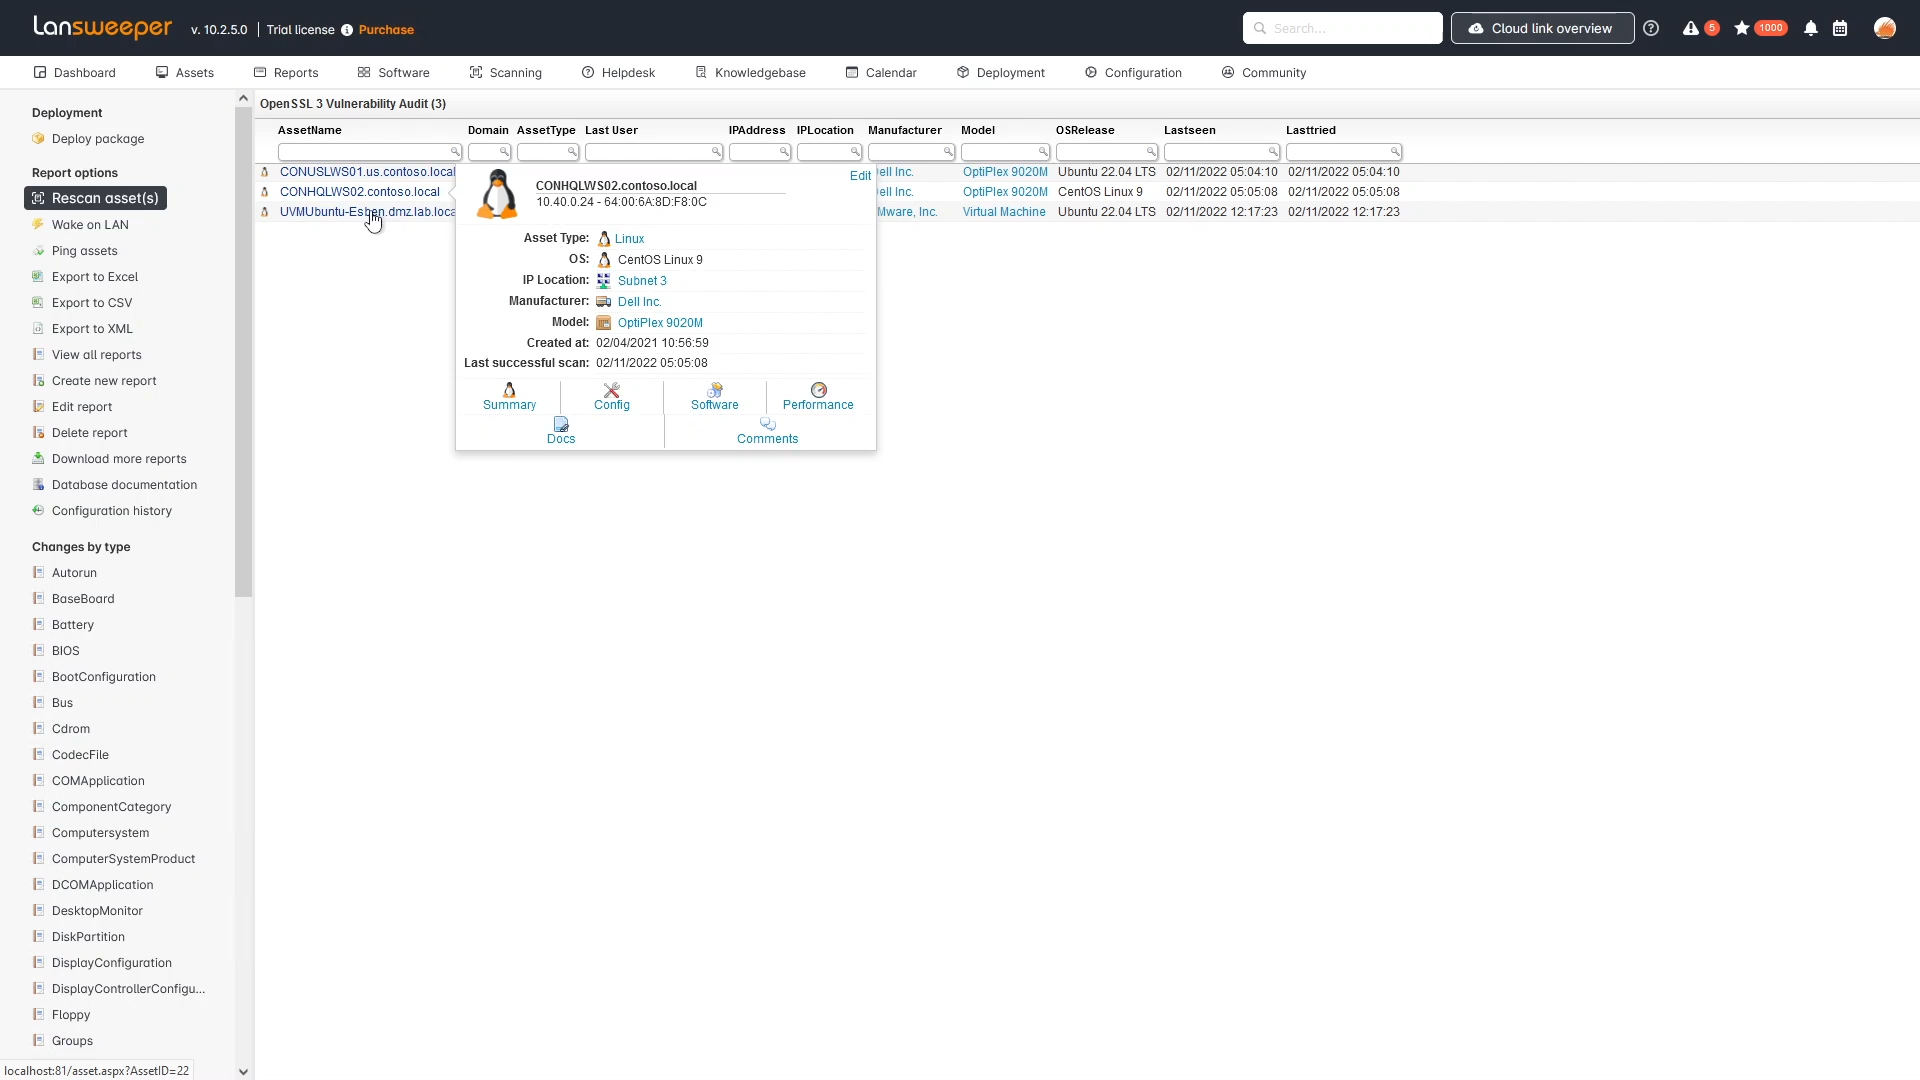 Lansweeper v. 10.2.5.0 Trial license Purchase Search... Cloud link overview 5 1000
Dashboard Assets Reports Software Scanning Helpdesk Knowledgebase Calendar Deployment Configuration Community
Deployment
Deploy package
Report options
Rescan asset(s)
Wake on LAN
Ping assets
Export to Excel
Export to CSV
Export to XML
View all reports
Create new report
Edit report
Delete report
Download more reports
Database documentation
Configuration history
Changes by type
Autorun
BaseBoard
Battery
BIOS
BootConfiguration
Bus
Cdrom
CodecFile
COMApplication
ComponentCategory
Computersystem
ComputerSystemProduct
DCOMApplication
DesktopMonitor
DiskPartition
DisplayConfiguration
DisplayControllerConfigu...
Floppy
Groups
localhost:81/asset.aspx?AssetID=22
OpenSSL 3 Vulnerability Audit (3)
AssetName Domain AssetType Last User IPAddress IPLocation Manufacturer Model OSRelease Lastseen Lasttried
CONUSLWS01.us.contoso.local ell Inc. OptiPlex 9020M Ubuntu 22.04 LTS 02/11/2022 05:04:10 02/11/2022 05:04:10
CONHQLWS02.contoso.local ell Inc. OptiPlex 9020M CentOS Linux 9 02/11/2022 05:05:08 02/11/2022 05:05:08
UVMUbuntu-Esben.dmz.lab.loca Mware, Inc. Virtual Machine Ubuntu 22.04 LTS 02/11/2022 12:17:23 02/11/2022 12:17:23
Edit
CONHQLWS02.contoso.local
10.40.0.24 - 64:00:6A:8D:F8:0C
Asset Type: Linux
OS: CentOS Linux 9
IP Location: Subnet 3
Manufacturer: Dell Inc.
Model: OptiPlex 9020M
Created at: 02/04/2021 10:56:59
Last successful scan: 02/11/2022 05:05:08
Summary Config Software Performance
Docs Comments